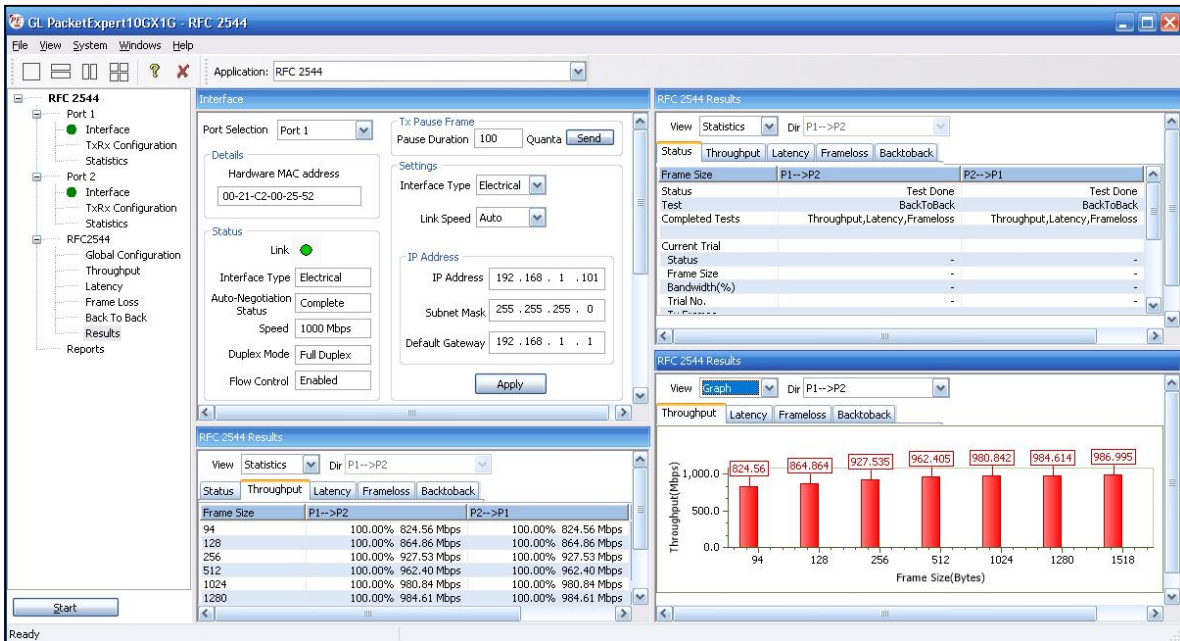 GL PacketExpert10GX1G - RFC 2544
File View System Windows Help
Application: RFC 2544
RFC 2544
Port 1
Interface
TxRx Configuration
Statistics
Port 2
Interface
TxRx Configuration
Statistics
RFC2544
Global Configuration
Throughput
Latency
Frame Loss
Back To Back
Results
Reports
Start
Ready
Interface
Port Selection Port 1
Details
Hardware MAC address
00-21-C2-00-25-52
Status
Link
Interface Type Electrical
Auto-Negotiation Status Complete
Speed 1000 Mbps
Duplex Mode Full Duplex
Flow Control Enabled
Tx Pause Frame
Pause Duration 100 Quanta Send
Settings
Interface Type Electrical
Link Speed Auto
IP Address
IP Address 192 . 168 . 1 . 101
Subnet Mask 255 . 255 . 255 . 0
Default Gateway 192 . 168 . 1 . 1
Apply
RFC 2544 Results
View Statistics Dir P1-->P2
Status Throughput Latency Frameloss Backtoback
Frame Size P1-->P2 P2-->P1
94 100.00% 824.56 Mbps 100.00% 824.56 Mbps
128 100.00% 864.86 Mbps 100.00% 864.86 Mbps
256 100.00% 927.53 Mbps 100.00% 927.53 Mbps
512 100.00% 962.40 Mbps 100.00% 962.40 Mbps
1024 100.00% 980.84 Mbps 100.00% 980.84 Mbps
1280 100.00% 984.61 Mbps 100.00% 984.61 Mbps
RFC 2544 Results
View Statistics Dir P1-->P2
Status Throughput Latency Frameloss Backtoback
Frame Size P1-->P2 P2-->P1
Status Test Done Test Done
Test BackToBack BackToBack
Completed Tests Throughput,Latency,Frameloss Throughput,Latency,Frameloss
Current Trial
Status - -
Frame Size - -
Bandwidth(%) - -
Trial No. - -
RFC 2544 Results
View Graph Dir P1-->P2
Throughput Latency Frameloss Backtoback
824.56 864.864 927.535 962.405 980.842 984.614 986.995
Throughput(Mbps)
1,000.0
500.0
0.0
94 128 256 512 1024 1280 1518
Frame Size(Bytes)